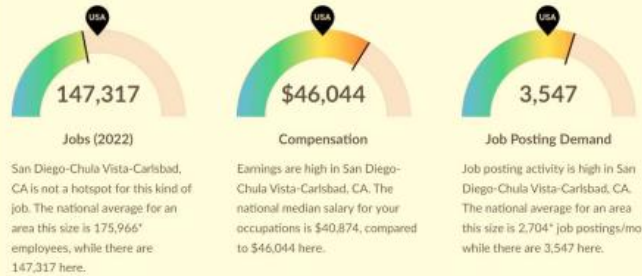 USA
147,317
Jobs (2022)
San Diego-Chula Vista-Carlsbad,
CA is not a hotspot for this kind of
job. The national average for an
area this size is 175,966*
employees, while there are
147,317 here.
USA
$46,044
Compensation
Earnings are high in San Diego-
Chula Vista-Carlsbad, CA. The
national median salary for your
occupations is $40,874, compared
to $46,044 here.
USA
3,547
Job Posting Demand
Job posting activity is high in San
Diego-Chula Vista-Carlsbad, CA.
The national average for an area
this size is 2,704* job postings/mo,
while there are 3,547 here.